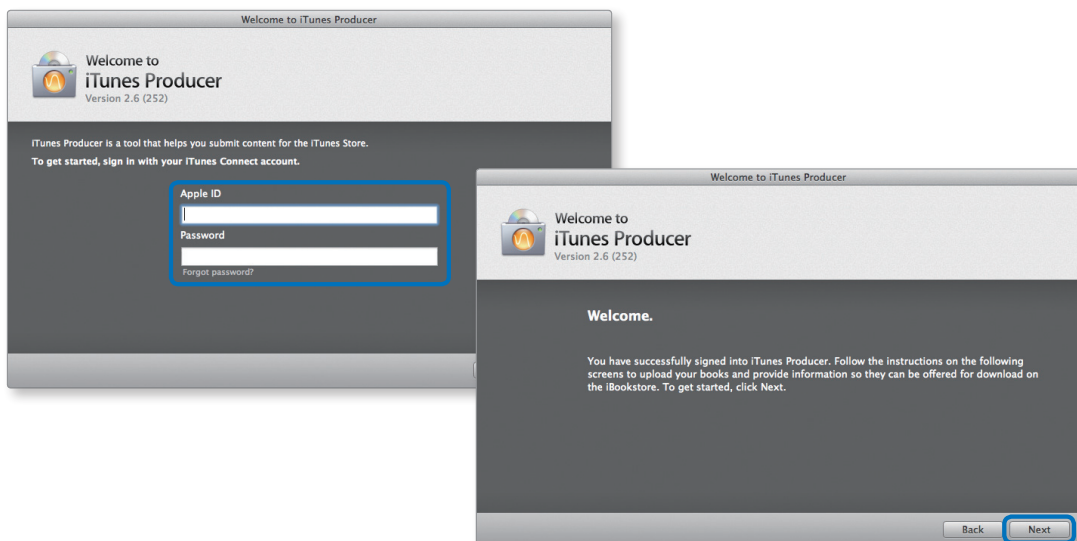 Welcome to iTunes Producer
Welcome to
iTunes Producer
Version 2.6 (252)
iTunes Producer is a tool that helps you submit content for the iTunes Store.
To get started, sign in with your iTunes Connect account.
Apple ID
Password
Forgot password?
Welcome to iTunes Producer
Welcome to
iTunes Producer
Version 2.6 (252)
Welcome.
You have successfully signed into iTunes Producer. Follow the instructions on the following
screens to upload your books and provide information so they can be offered for download on
the iBookstore. To get started, click Next.
Back
Next